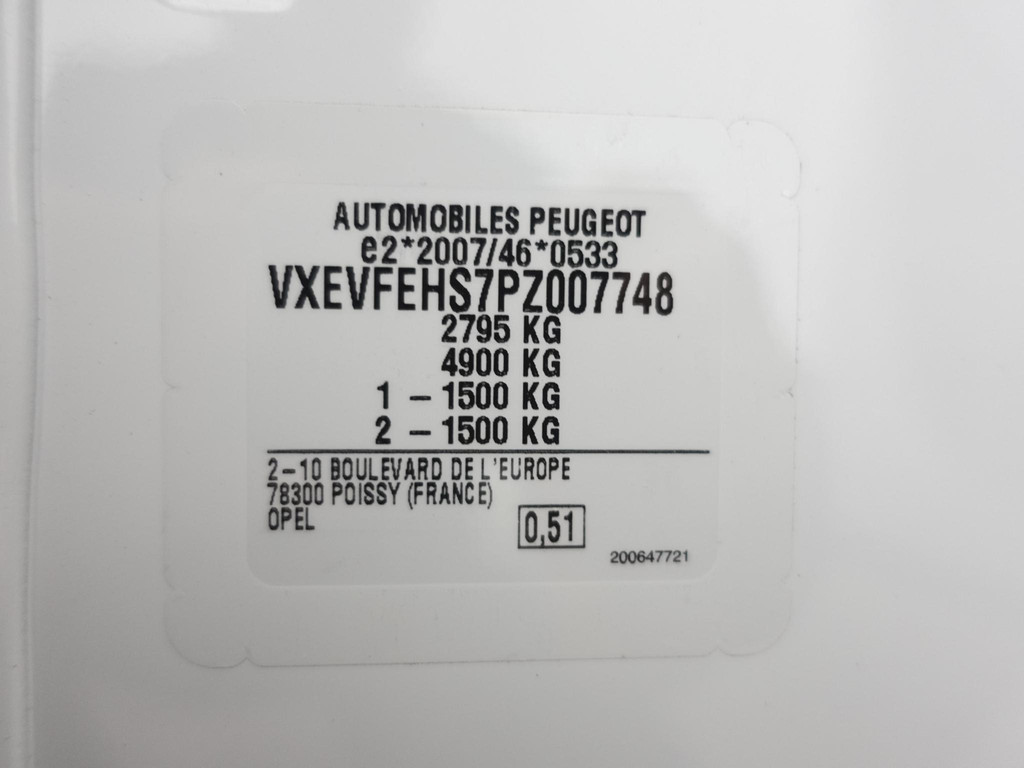 AUTOMOBILES PEUGEOT
e2*2007/46*0533
VXEVFEHS7PZ007748
2795 KG
4900 KG
1 – 1500 KG
2 – 1500 KG
2–10 BOULEVARD DE L'EUROPE
78300 POISSY (FRANCE)
OPEL
0,51
200647721